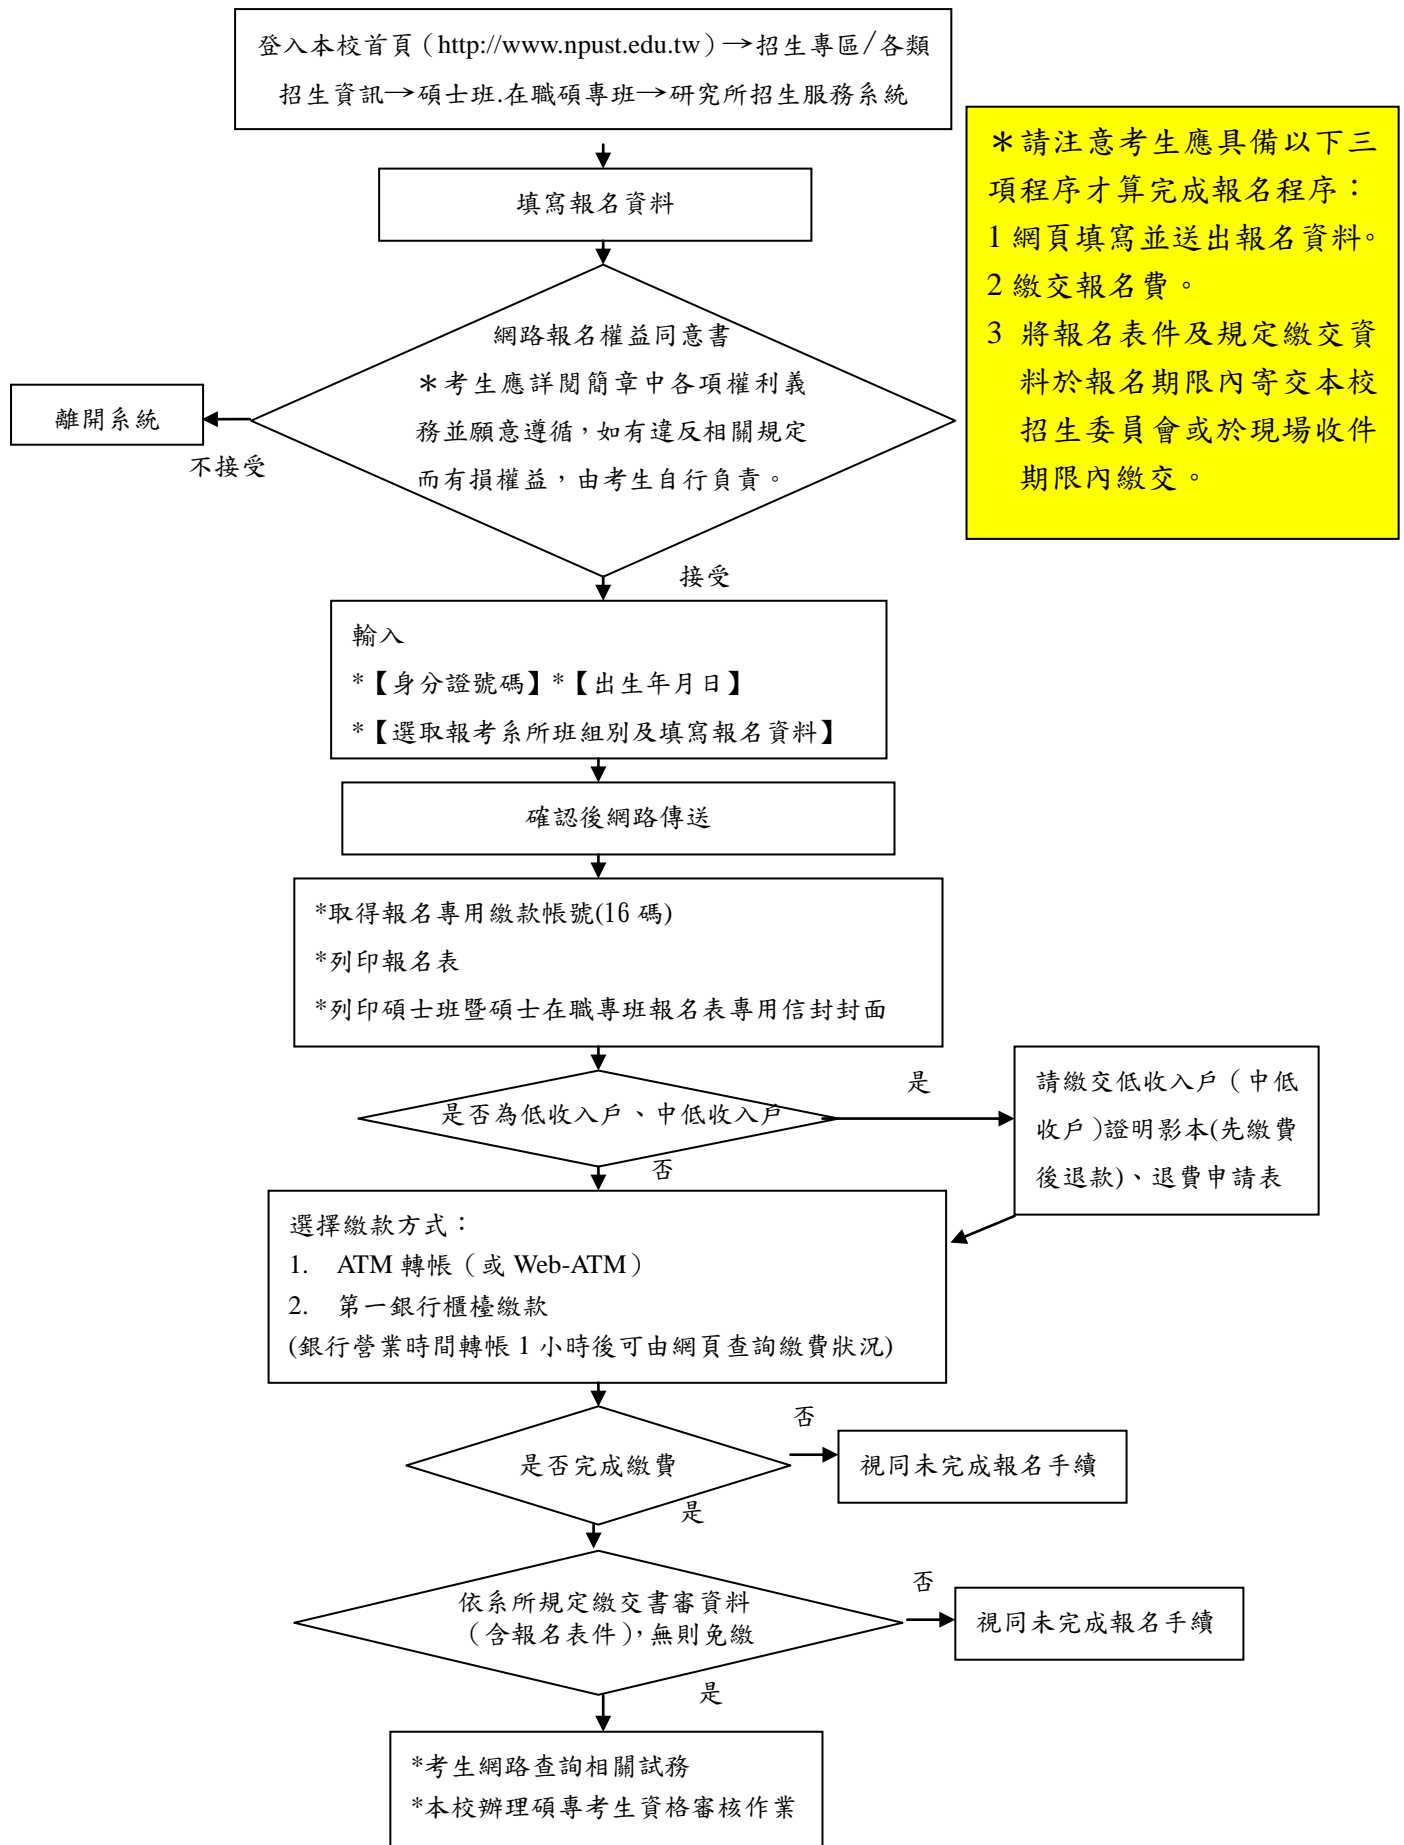 登入本校首頁（http://www.npust.edu.tw）→招生專區/各類
招生資訊→碩士班.在職碩專班→研究所招生服務系統
＊請注意考生應具備以下三
項程序才算完成報名程序：
1 網頁填寫並送出報名資料。
2 繳交報名費。
3 將報名表件及規定繳交資
料於報名期限內寄交本校
招生委員會或於現場收件
期限內繳交。
填寫報名資料
網路報名權益同意書
＊考生應詳閱簡章中各項權利義
務並願意遵循，如有違反相關規定
而有損權益，由考生自行負責。
離開系統
不接受
接受
輸入
*【身分證號碼】*【出生年月日】
*【選取報考系所班組別及填寫報名資料】
確認後網路傳送
*取得報名專用繳款帳號(16 碼)
*列印報名表
*列印碩士班暨碩士在職專班報名表專用信封封面
是否為低收入戶、中低收入戶
是
請繳交低收入戶（中低
收戶）證明影本(先繳費
後退款)、退費申請表
否
選擇繳款方式：
1. ATM 轉帳（或 Web-ATM）
2. 第一銀行櫃檯繳款
(銀行營業時間轉帳 1 小時後可由網頁查詢繳費狀況)
是否完成繳費
否
視同未完成報名手續
是
依系所規定繳交書審資料
（含報名表件），無則免繳
否
視同未完成報名手續
是
*考生網路查詢相關試務
*本校辦理碩專考生資格審核作業